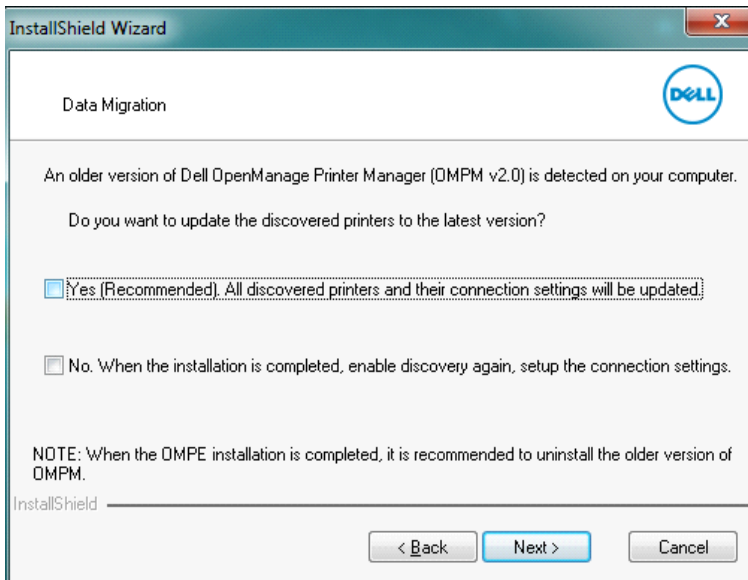 InstallShield Wizard
X
Data Migration
DELL
An older version of Dell OpenManage Printer Manager (OMPM v2.0) is detected on your computer.
Do you want to update the discovered printers to the latest version?
Yes (Recommended). All discovered printers and their connection settings will be updated.
No. When the installation is completed, enable discovery again, setup the connection settings.
NOTE: When the OMPE installation is completed, it is recommended to uninstall the older version of
OMPM.
InstallShield
< Back
Next >
Cancel